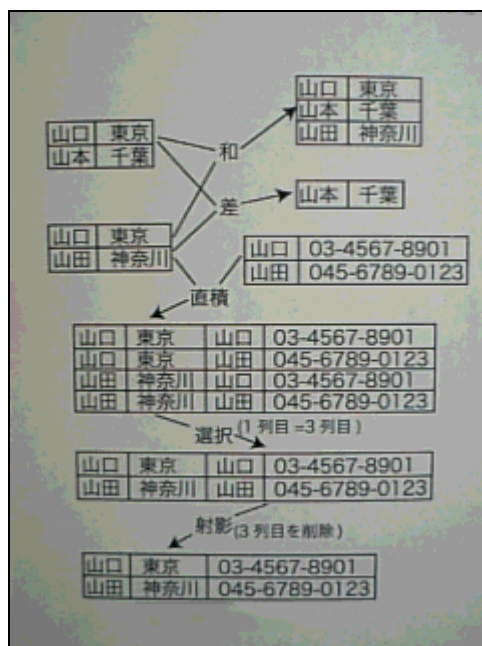 山口 東京
山本 千葉
山田 神奈川
山口 東京
山本 千葉
和
差
山本 千葉
山口 東京
山田 神奈川
山口 03-4567-8901
山田 045-6789-0123
直積
山口 東京 山口 03-4567-8901
山口 東京 山田 045-6789-0123
山田 神奈川 山口 03-4567-8901
山田 神奈川 山田 045-6789-0123
選択(1列目=3列目)
山口 東京 山口 03-4567-8901
山田 神奈川 山田 045-6789-0123
射影(3列目を削除)
山口 東京 03-4567-8901
山田 神奈川 045-6789-0123